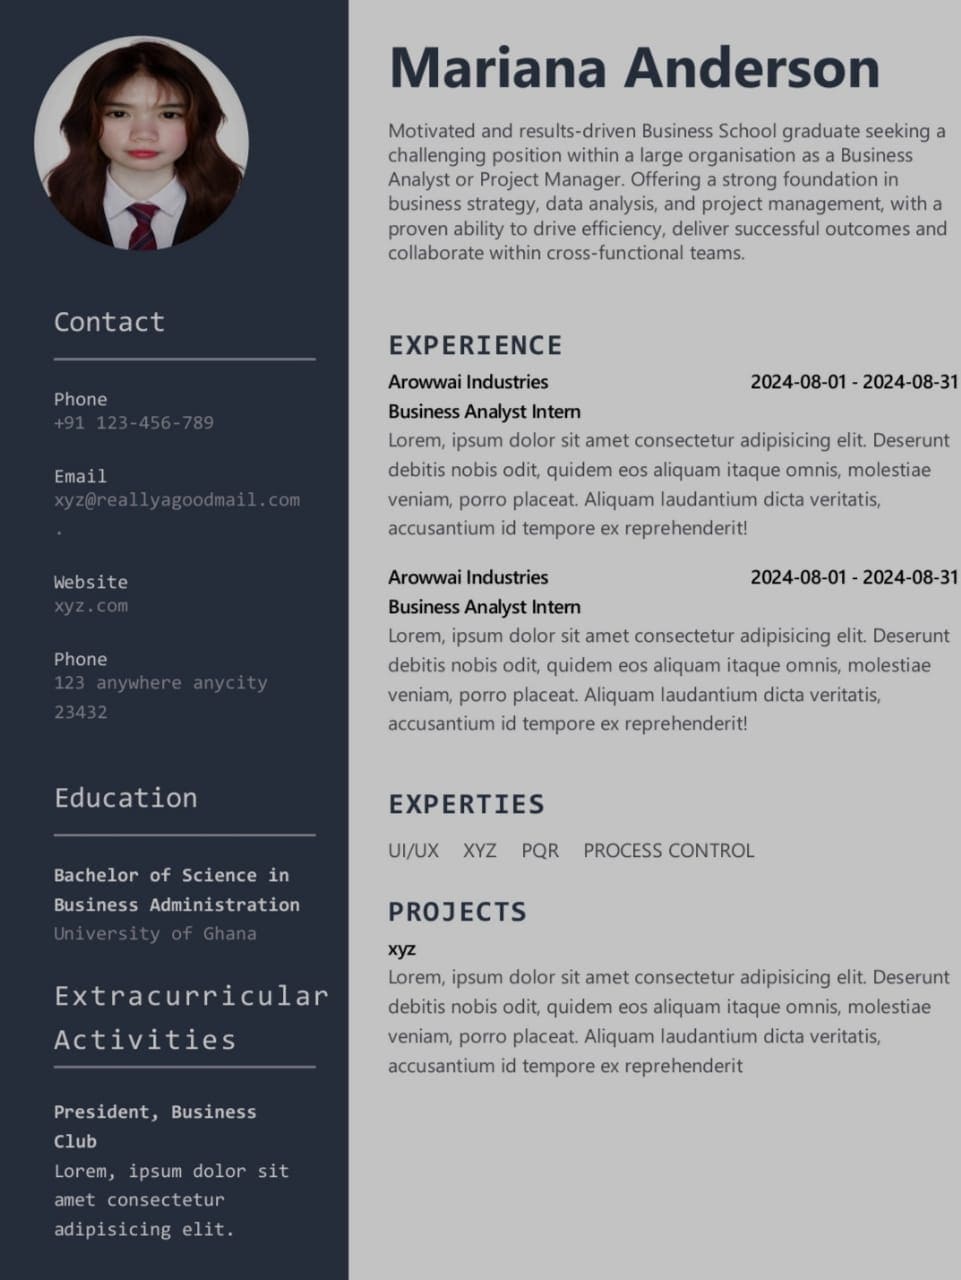 Mariana Anderson
Motivated and results-driven Business School graduate seeking a
challenging position within a large organisation as a Business
Analyst or Project Manager. Offering a strong foundation in
business strategy, data analysis, and project management, with a
proven ability to drive efficiency, deliver successful outcomes and
collaborate within cross-functional teams.
Contact
Phone
+91 123-456-789
Email
xyz@reallyagoodmail.com
.
Website
xyz.com
Phone
123 anywhere anycity
23432
Education
Bachelor of Science in
Business Administration
University of Ghana
Extracurricular
Activities
President, Business
Club
Lorem, ipsum dolor sit
amet consectetur
adipisicing elit.
EXPERIENCE
Arowwai Industries 2024-08-01 - 2024-08-31
Business Analyst Intern
Lorem, ipsum dolor sit amet consectetur adipisicing elit. Deserunt
debitis nobis odit, quidem eos aliquam itaque omnis, molestiae
veniam, porro placeat. Aliquam laudantium dicta veritatis,
accusantium id tempore ex reprehenderit!
Arowwai Industries 2024-08-01 - 2024-08-31
Business Analyst Intern
Lorem, ipsum dolor sit amet consectetur adipisicing elit. Deserunt
debitis nobis odit, quidem eos aliquam itaque omnis, molestiae
veniam, porro placeat. Aliquam laudantium dicta veritatis,
accusantium id tempore ex reprehenderit!
EXPERTIES
UI/UX XYZ PQR PROCESS CONTROL
PROJECTS
xyz
Lorem, ipsum dolor sit amet consectetur adipisicing elit. Deserunt
debitis nobis odit, quidem eos aliquam itaque omnis, molestiae
veniam, porro placeat. Aliquam laudantium dicta veritatis,
accusantium id tempore ex reprehenderit